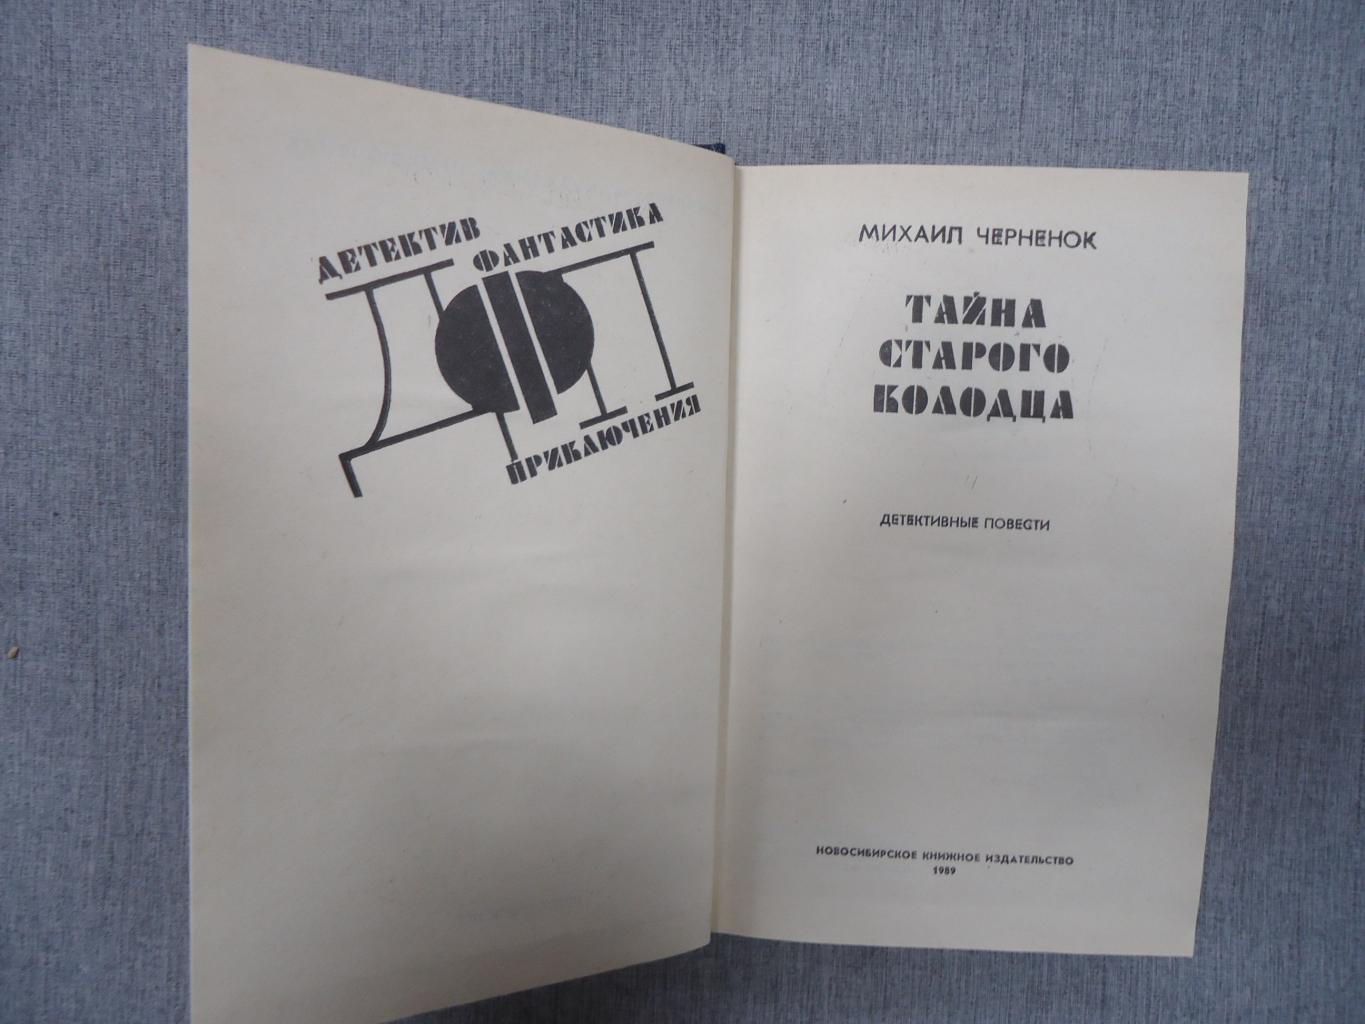 ДЕТЕКТИВ
ФАНТАСТИКА
ПРИКЛЮЧЕНИЯ
МИХАИЛ ЧЕРНЕНОК
ТАЙНА
СТАРОГО
КОЛОДЦА
ДЕТЕКТИВНЫЕ ПОВЕСТИ
НОВОСИБИРСКОЕ КНИЖНОЕ ИЗДАТЕЛЬСТВО
1989